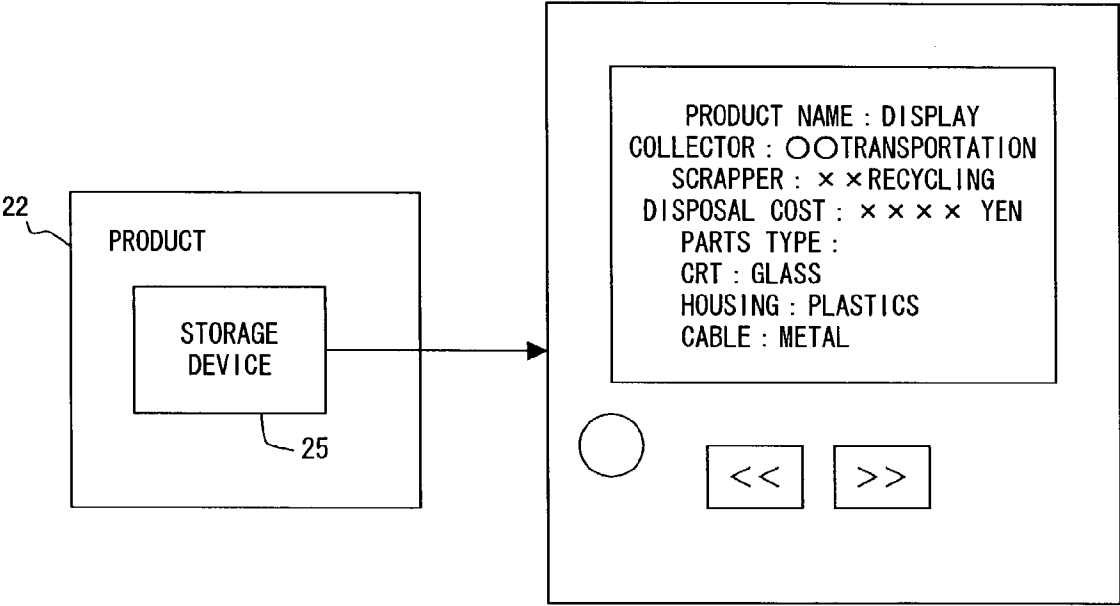 22
PRODUCT
STORAGE
DEVICE
25
PRODUCT NAME : DISPLAY
COLLECTOR : ○○TRANSPORTATION
SCRAPPER : ××RECYCLING
DISPOSAL COST : ×××× YEN
PARTS TYPE :
CRT : GLASS
HOUSING : PLASTICS
CABLE : METAL
<< >>